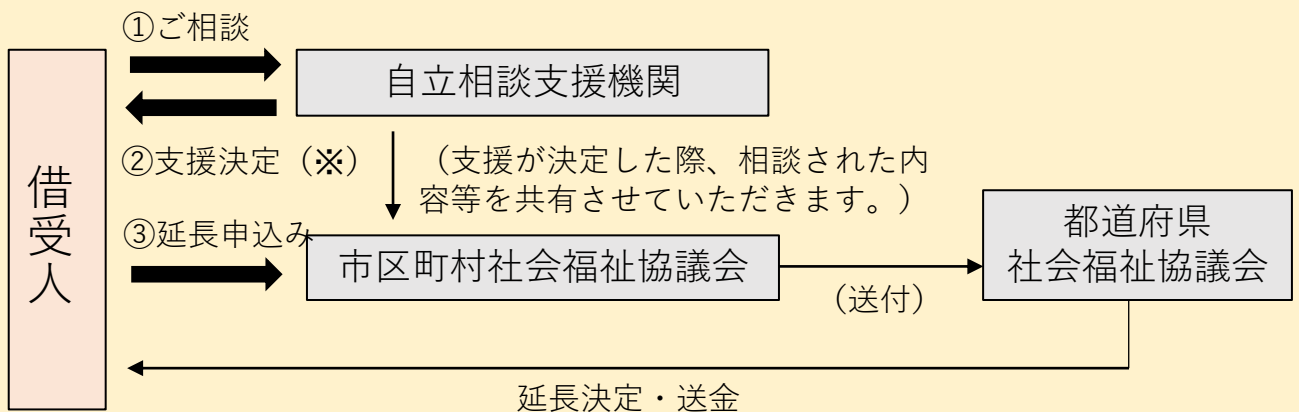 ①ご相談
自立相談支援機関
②支援決定（※）
（支援が決定した際、相談された内
容等を共有させていただきます。）
借受人
③延長申込み
市区町村社会福祉協議会
（送付）
都道府県
社会福祉協議会
延長決定・送金